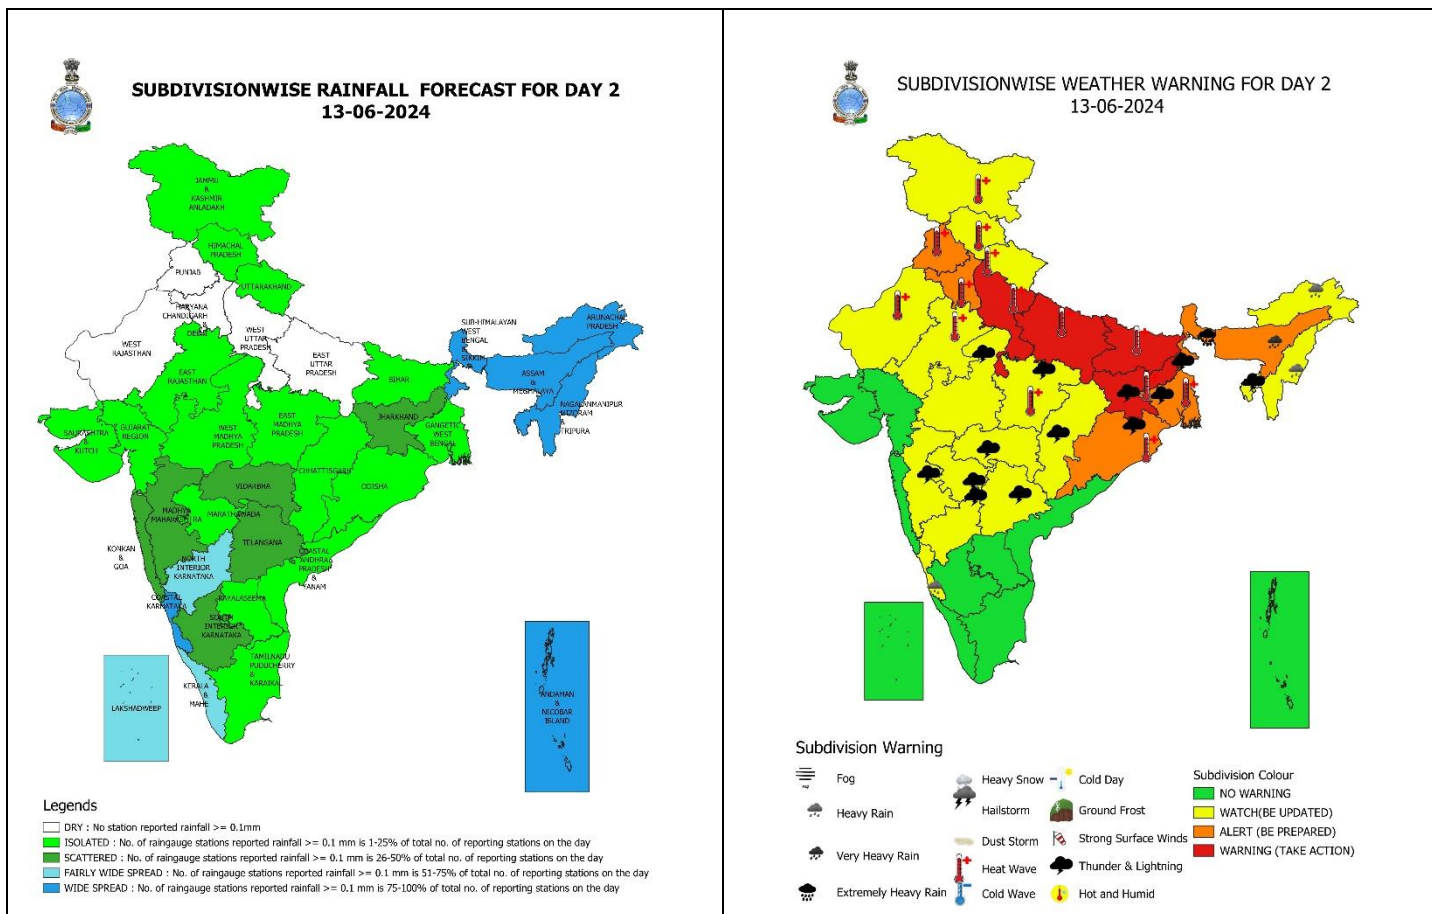 SUBDIVISIONWISE RAINFALL FORECAST FOR DAY 2
13-06-2024
JAMMU
&
KASHMIR
ANLADAKH
HIMACHAL
PRADESH
PUNJAB
UTTARAKHAND
HARYANA
CHANDIGARH
&
DELHI
WEST
RAJASTHAN
WEST
UTTAR
PRADESH
EAST
UTTAR
PRADESH
SUB-HIMALAYAN
WEST
BENGAL
&
SIKKIM
ARUNACHAL
PRADESH
ASSAM
&
MEGHALAYA
NAGALANMANIPUR
MIZORAM
&
TRIPURA
EAST
RAJASTHAN
BIHAR
JHARKHAND
GANGETIC
WEST
BENGAL
SAURASHTRA
&
KUTCH
GUJARAT
REGION
WEST
MADHYA
PRADESH
EAST
MADHYA
PRADESH
CHHATTISGARH
ODISHA
VIDARBHA
MADHYA
MAHARASHTRA
MARATHAWADA
TELANGANA
KONKAN
&
GOA
NORTH
INTERIOR
KARNATAKA
COASTAL
ANDHRA
PRADESH
&
YANAM
COASTAL
KARNATAKA
RAYALASEEMA
SOUTH
INTERIOR
KARNATAKA
TAMILNADU
PUDUCHERRY
&
KARAIKAL
KERALA
&
MAHE
LAKSHADWEEP
ANDAMAN
&
NICOBAR
ISLAND
Legends
DRY : No station reported rainfall >= 0.1mm
ISOLATED : No. of raingauge stations reported rainfall >= 0.1 mm is 1-25% of total no. of reporting stations on the day
SCATTERED : No. of raingauge stations reported rainfall >= 0.1 mm is 26-50% of total no. of reporting stations on the day
FAIRLY WIDE SPREAD : No. of raingauge stations reported rainfall >= 0.1 mm is 51-75% of total no. of reporting stations on the day
WIDE SPREAD : No. of raingauge stations reported rainfall >= 0.1 mm is 75-100% of total no. of reporting stations on the day
SUBDIVISIONWISE WEATHER WARNING FOR DAY 2
13-06-2024
Subdivision Warning
Fog
Heavy Rain
Very Heavy Rain
Extremely Heavy Rain
Heavy Snow
Hailstorm
Dust Storm
Heat Wave
Cold Wave
Cold Day
Ground Frost
Strong Surface Winds
Thunder & Lightning
Hot and Humid
Subdivision Colour
NO WARNING
WATCH(BE UPDATED)
ALERT (BE PREPARED)
WARNING (TAKE ACTION)